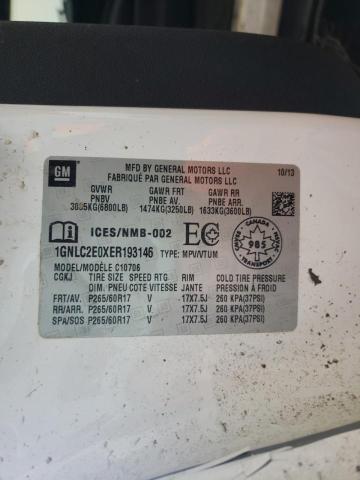 GM
MFD BY GENERAL MOTORS LLC 10/13
FABRIQUÉ PAR GENERAL MOTORS LLC
GVWR GAWR FRT GAWR RR
PNBV PNBE AV PNBE ARR.
3085KG(6800LB) 1474KG(3250LB) 1633KG(3600LB)
ICES/NMB-002 EC
CANADA
985
TRANSPORT
1GNLC2E0XER193146 TYPE: MPV/VTUM
MODEL/MODÈLE C10706
CGKJ TIRE SIZE SPEED RTG RIM COLD TIRE PRESSURE
DIM. PNEU COTE VITESSE JANTE PRESSION À FROID
FRT/AV. P265/60R17 V 17X7.5J 260 KPA(37PSI)
RR/ARR. P265/60R17 V 17X7.5J 260 KPA(37PSI)
SPA/SOS P265/60R17 V 17X7.5J 260 KPA(37PSI)